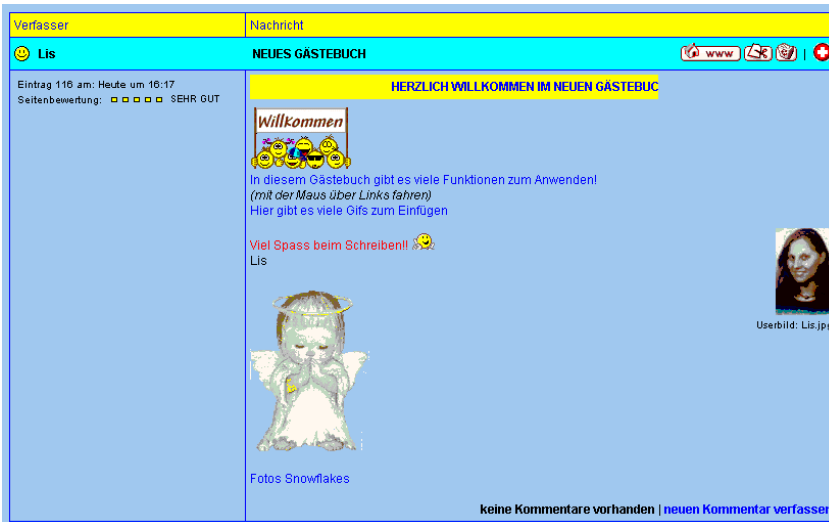 Verfasser
Nachricht
Lis
NEUES GÄSTEBUCH
www
|
Eintrag 116 am: Heute um 16:17
Seitenbewertung: SEHR GUT
HERZLICH WILLKOMMEN IM NEUEN GÄSTEBUC
Willkommen
In diesem Gästebuch gibt es viele Funktionen zum Anwenden!
(mit der Maus über Links fahren)
Hier gibt es viele Gifs zum Einfügen
Viel Spass beim Schreiben!!
Lis
Userbild: Lis.jpg
Fotos Snowflakes
keine Kommentare vorhanden | neuen Kommentar verfassen